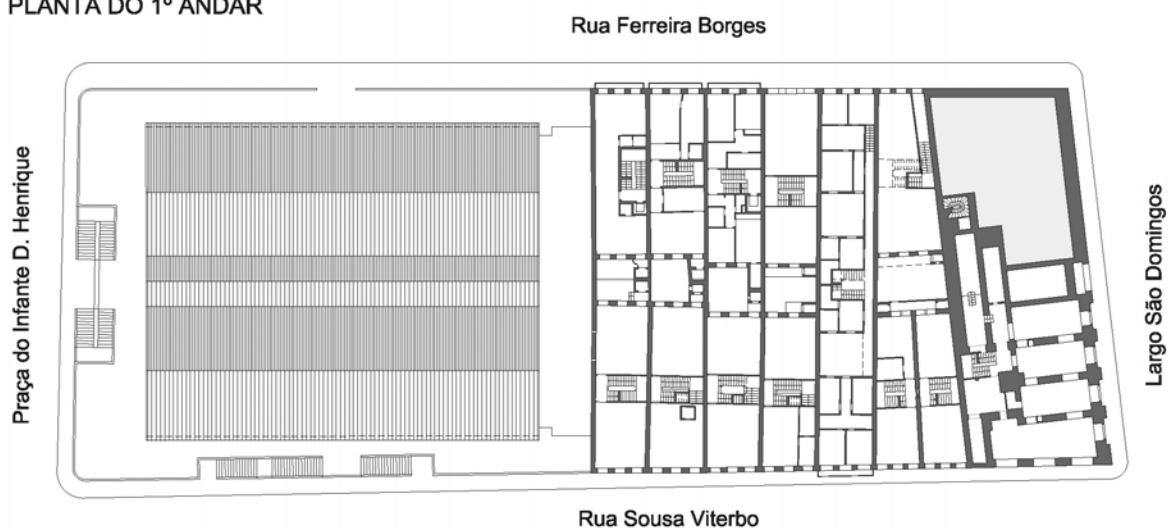 PLANTA DO 1º ANDAR
Rua Ferreira Borges
Praça do Infante D. Henrique
Largo São Domingos
Rua Sousa Viterbo